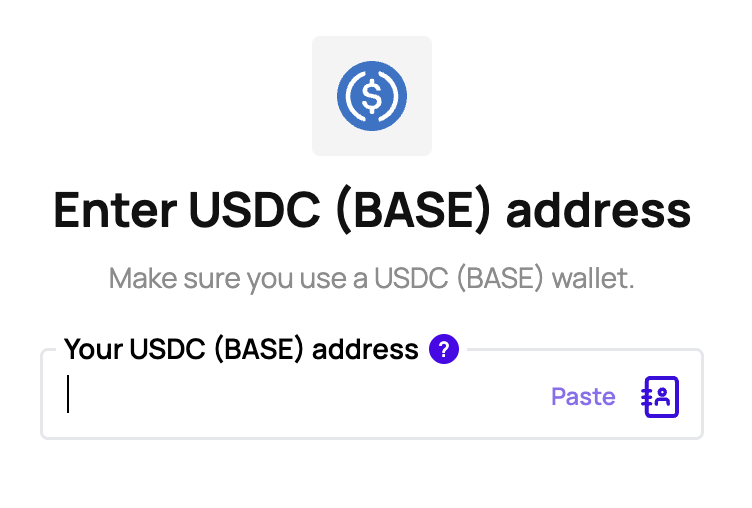 $
Enter USDC (BASE) address
Make sure you use a USDC (BASE) wallet.
Your USDC (BASE) address ?
Paste